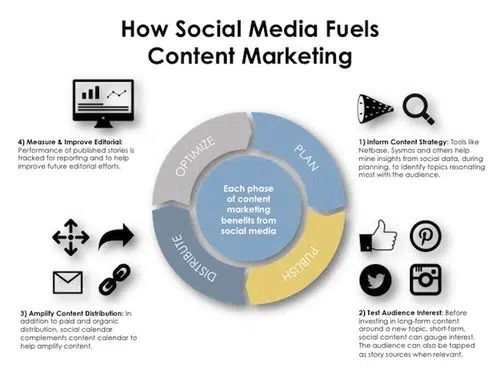 How Social Media Fuels
Content Marketing
4) Measure & Improve Editorial:
Performance of published stories is
tracked for reporting and to help
improve future editorial efforts.
1) Inform Content Strategy: Tools like
Netbase, Sysmos and others help
mine insights from social data, during
planning, to identify topics resonating
most with the audience.
OPTIMIZE
PLAN
Each phase
of content
marketing
benefits from
social media
DISTRIBUTE
PUBLISH
3) Amplify Content Distribution: In
addition to paid and organic
distribution, social calendar
complements content calendar to
help amplify content.
2) Test Audience Interest: Before
investing in long-form content
around a new topic, short-form,
social content can gauge interest.
The audience can also be tapped
as story sources when relevant.